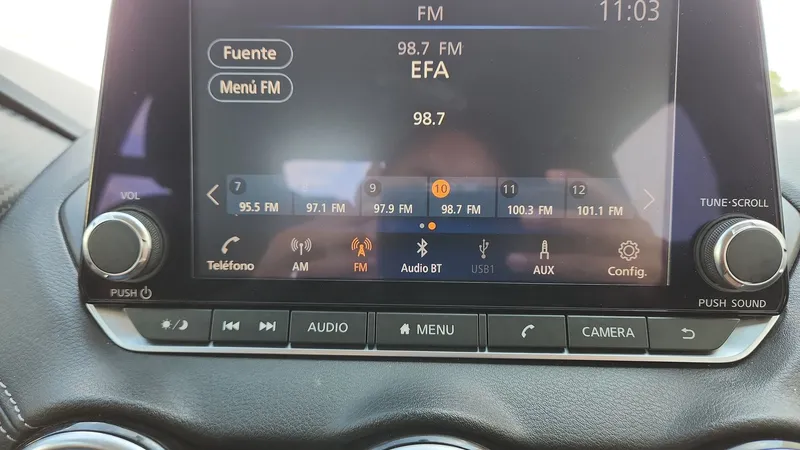 FM
11:03
Fuente
98.7 FM
EFA
Menú FM
98.7
7
9
10
11
12
95.5 FM
97.1 FM
97.9 FM
98.7 FM
100.3 FM
101.1 FM
VOL
TUNE·SCROLL
Teléfono
AM
FM
Audio BT
USB1
AUX
Config.
PUSH
PUSH SOUND
AUDIO
MENU
CAMERA